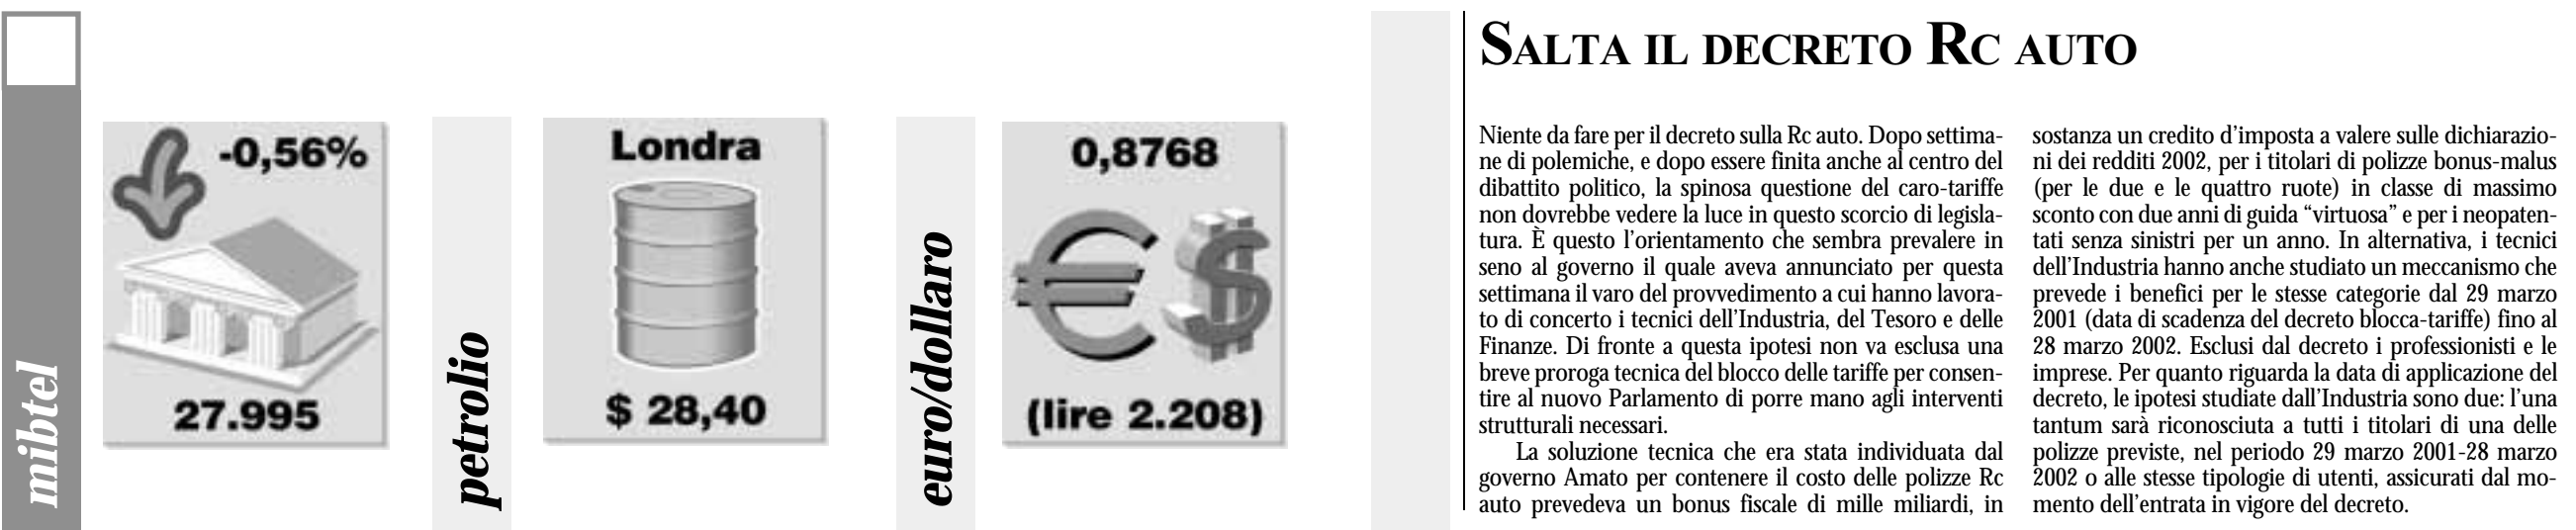 mibtel
-0,56%
27.995
petrolio
Londra
$ 28,40
euro/dollaro
0,8768
(lire 2.208)
SALTA IL DECRETO RC AUTO
Niente da fare per il decreto sulla Rc auto. Dopo settima-
ne di polemiche, e dopo essere finita anche al centro del
dibattito politico, la spinosa questione del caro-tariffe
non dovrebbe vedere la luce in questo scorcio di legisla-
tura. È questo l'orientamento che sembra prevalere in
seno al governo il quale aveva annunciato per questa
settimana il varo del provvedimento a cui hanno lavora-
to di concerto i tecnici dell'Industria, del Tesoro e delle
Finanze. Di fronte a questa ipotesi non va esclusa una
breve proroga tecnica del blocco delle tariffe per consen-
tire al nuovo Parlamento di porre mano agli interventi
strutturali necessari.
La soluzione tecnica che era stata individuata dal
governo Amato per contenere il costo delle polizze Rc
auto prevedeva un bonus fiscale di mille miliardi, in
sostanza un credito d'imposta a valere sulle dichiarazio-
ni dei redditi 2002, per i titolari di polizze bonus-malus
(per le due e le quattro ruote) in classe di massimo
sconto con due anni di guida “virtuosa” e per i neopaten-
tati senza sinistri per un anno. In alternativa, i tecnici
dell'Industria hanno anche studiato un meccanismo che
prevede i benefici per le stesse categorie dal 29 marzo
2001 (data di scadenza del decreto blocca-tariffe) fino al
28 marzo 2002. Esclusi dal decreto i professionisti e le
imprese. Per quanto riguarda la data di applicazione del
decreto, le ipotesi studiate dall'Industria sono due: l'una
tantum sarà riconosciuta a tutti i titolari di una delle
polizze previste, nel periodo 29 marzo 2001-28 marzo
2002 o alle stesse tipologie di utenti, assicurati dal mo-
mento dell'entrata in vigore del decreto.